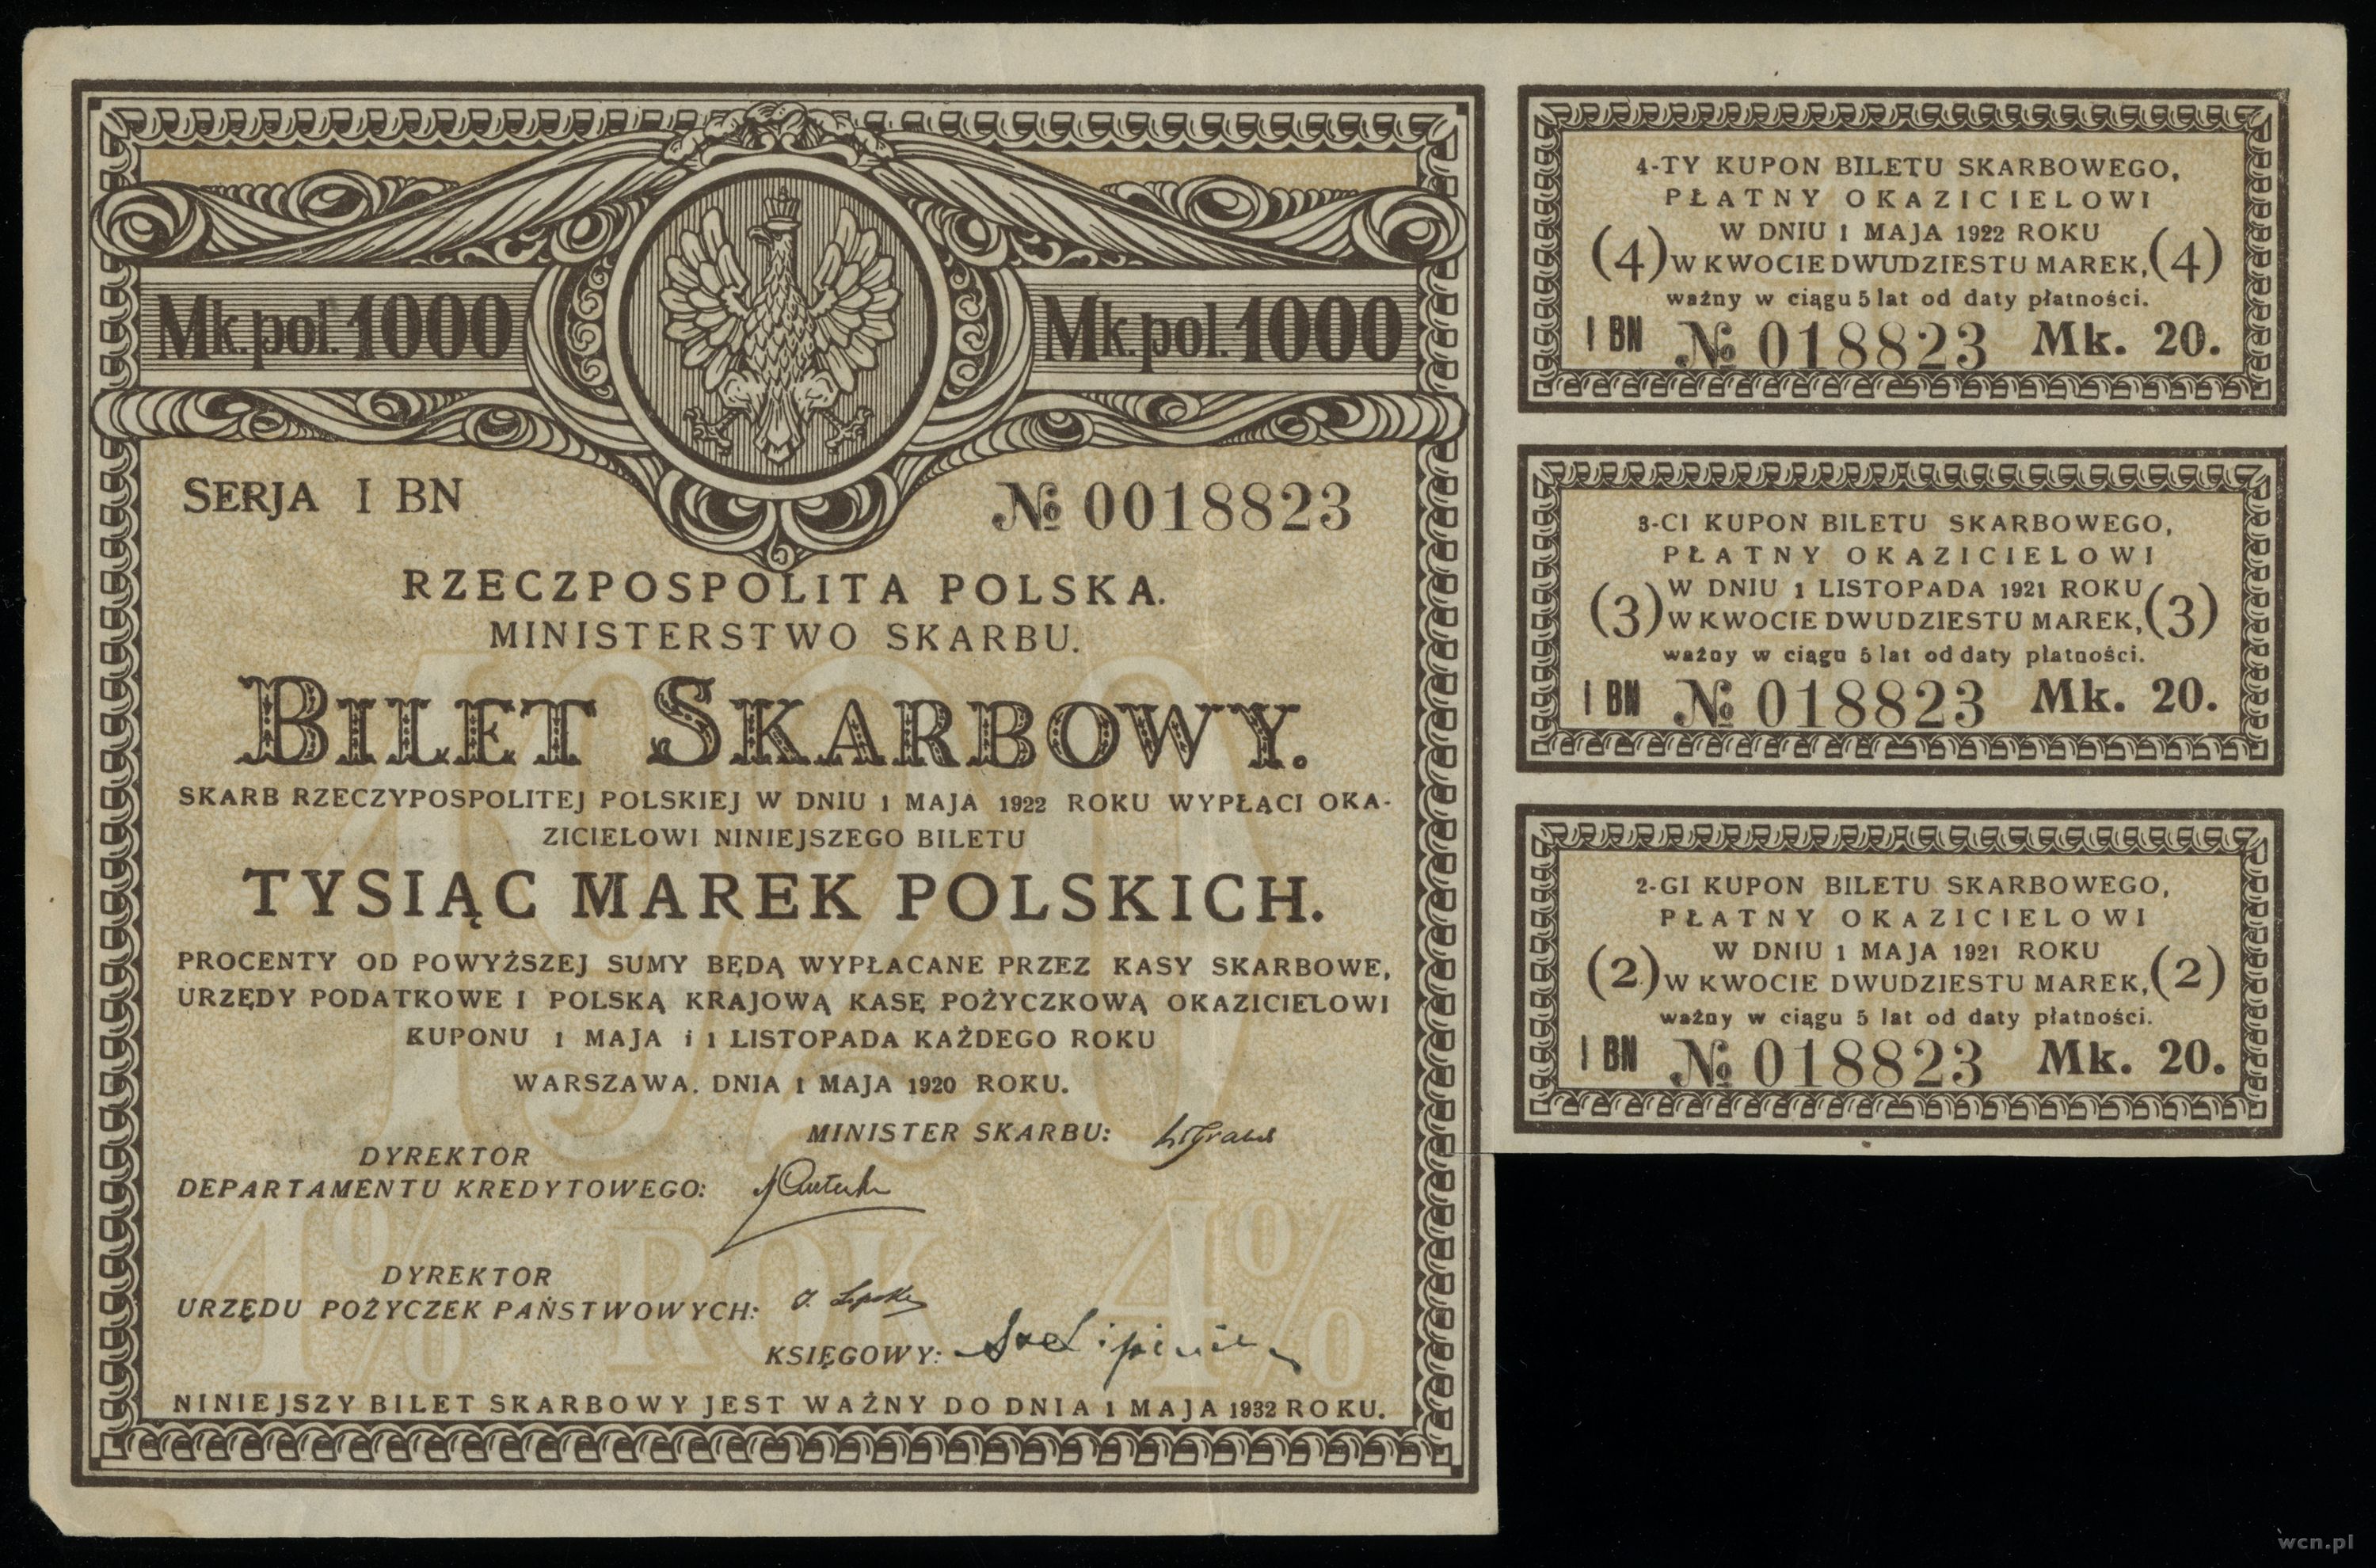 Mk. pol. 1000
Mk. pol. 1000
SERJA I BN
№ 0018823
RZECZPOSPOLITA POLSKA.
MINISTERSTWO SKARBU.
BILET SKARBOWY.
SKARB RZECZYPOSPOLITEJ POLSKIEJ W DNIU 1 MAJA 1922 ROKU WYPŁACI OKA-
ZICIELOWI NINIEJSZEGO BILETU
TYSIĄC MAREK POLSKICH.
PROCENTY OD POWYŻSZEJ SUMY BĘDĄ WYPŁACANE PRZEZ KASY SKARBOWE,
URZĘDY PODATKOWE I POLSKĄ KRAJOWĄ KASĘ POŻYCZKOWĄ OKAZICIELOWI
KUPONU 1 MAJA i 1 LISTOPADA KAŻDEGO ROKU
WARSZAWA. DNIA 1 MAJA 1920 ROKU.
MINISTER SKARBU:
DYREKTOR
DEPARTAMENTU KREDYTOWEGO:
DYREKTOR
URZĘDU POŻYCZEK PAŃSTWOWYCH:
KSIĘGOWY:
NINIEJSZY BILET SKARBOWY JEST WAŻNY DO DNIA 1 MAJA 1932 ROKU.
1920
4% ROK 4%
4-TY KUPON BILETU SKARBOWEGO,
PŁATNY OKAZICIELOWI
W DNIU 1 MAJA 1922 ROKU
(4) W KWOCIE DWUDZIESTU MAREK, (4)
ważny w ciągu 5 lat od daty płatności.
I BN № 018823 Mk. 20.
3-CI KUPON BILETU SKARBOWEGO,
PŁATNY OKAZICIELOWI
W DNIU 1 LISTOPADA 1921 ROKU
(3) W KWOCIE DWUDZIESTU MAREK, (3)
ważny w ciągu 5 lat od daty płatności.
I BN № 018823 Mk. 20.
2-GI KUPON BILETU SKARBOWEGO,
PŁATNY OKAZICIELOWI
W DNIU 1 MAJA 1921 ROKU
(2) W KWOCIE DWUDZIESTU MAREK, (2)
ważny w ciągu 5 lat od daty płatności.
I BN № 018823 Mk. 20.
wcn.pl